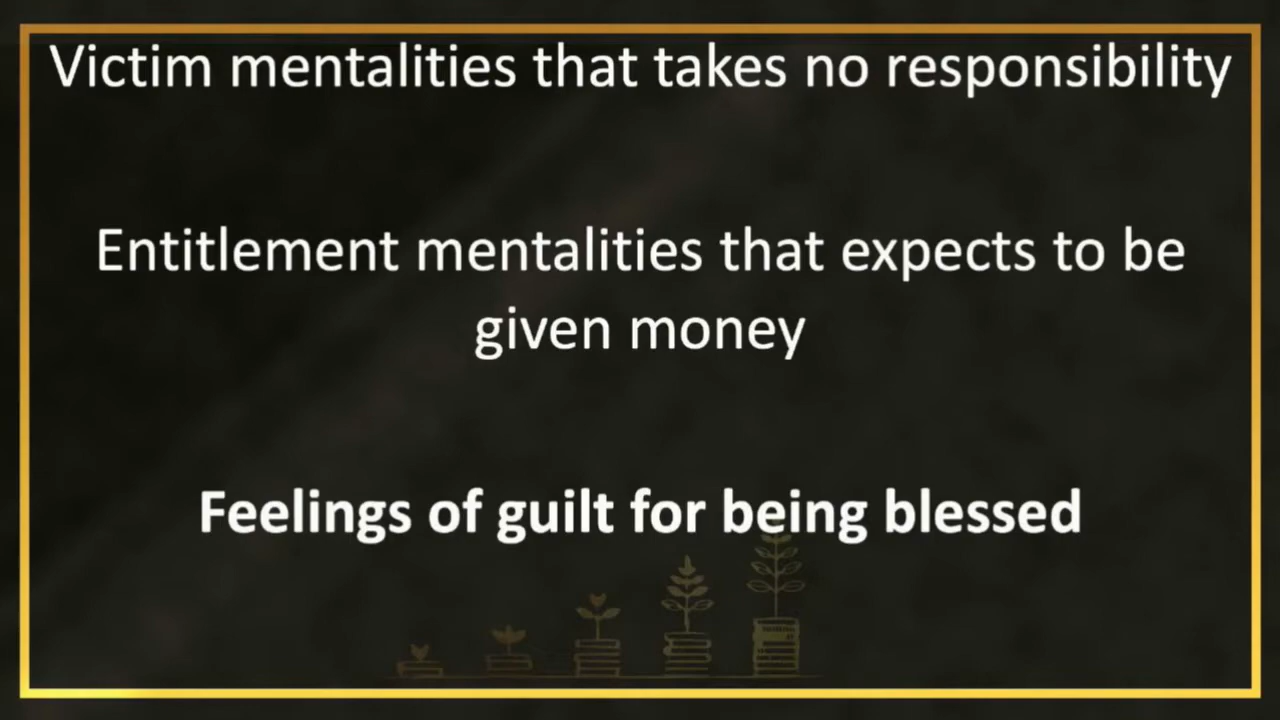 Victim mentalities that takes no responsibility
Entitlement mentalities that expects to be
given money
Feelings of guilt for being blessed